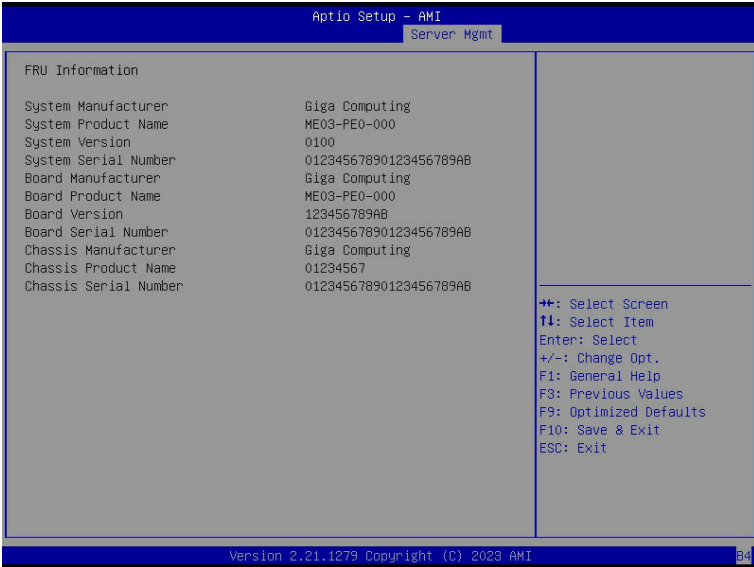 Aptio Setup – AMI
Server Mgmt
FRU Information
System Manufacturer Giga Computing
System Product Name ME03-PE0-000
System Version 0100
System Serial Number 01234567890123456789AB
Board Manufacturer Giga Computing
Board Product Name ME03-PE0-000
Board Version 123456789AB
Board Serial Number 01234567890123456789AB
Chassis Manufacturer Giga Computing
Chassis Product Name 01234567
Chassis Serial Number 01234567890123456789AB
→←: Select Screen
↑↓: Select Item
Enter: Select
+/-: Change Opt.
F1: General Help
F3: Previous Values
F9: Optimized Defaults
F10: Save & Exit
ESC: Exit
Version 2.21.1279 Copyright (C) 2023 AMI
B4